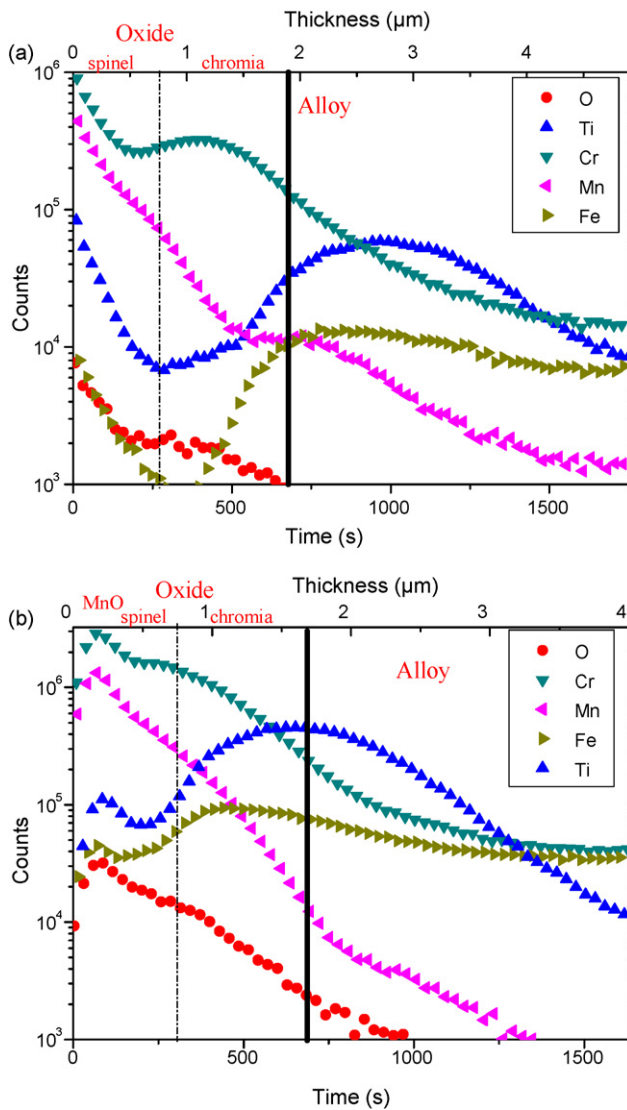 Thickness (µm)
0 1 2 3 4
Oxide
(a) spinel chromia
Alloy
10⁶
10⁵
10⁴
10³
Counts
O
Ti
Cr
Mn
Fe
0 500 1000 1500
Time (s)
Thickness (µm)
0 1 2 3 4
Oxide
(b) MnO spinel chromia
Alloy
10⁶
10⁵
10⁴
10³
Counts
O
Cr
Mn
Fe
Ti
0 500 1000 1500
Time (s)